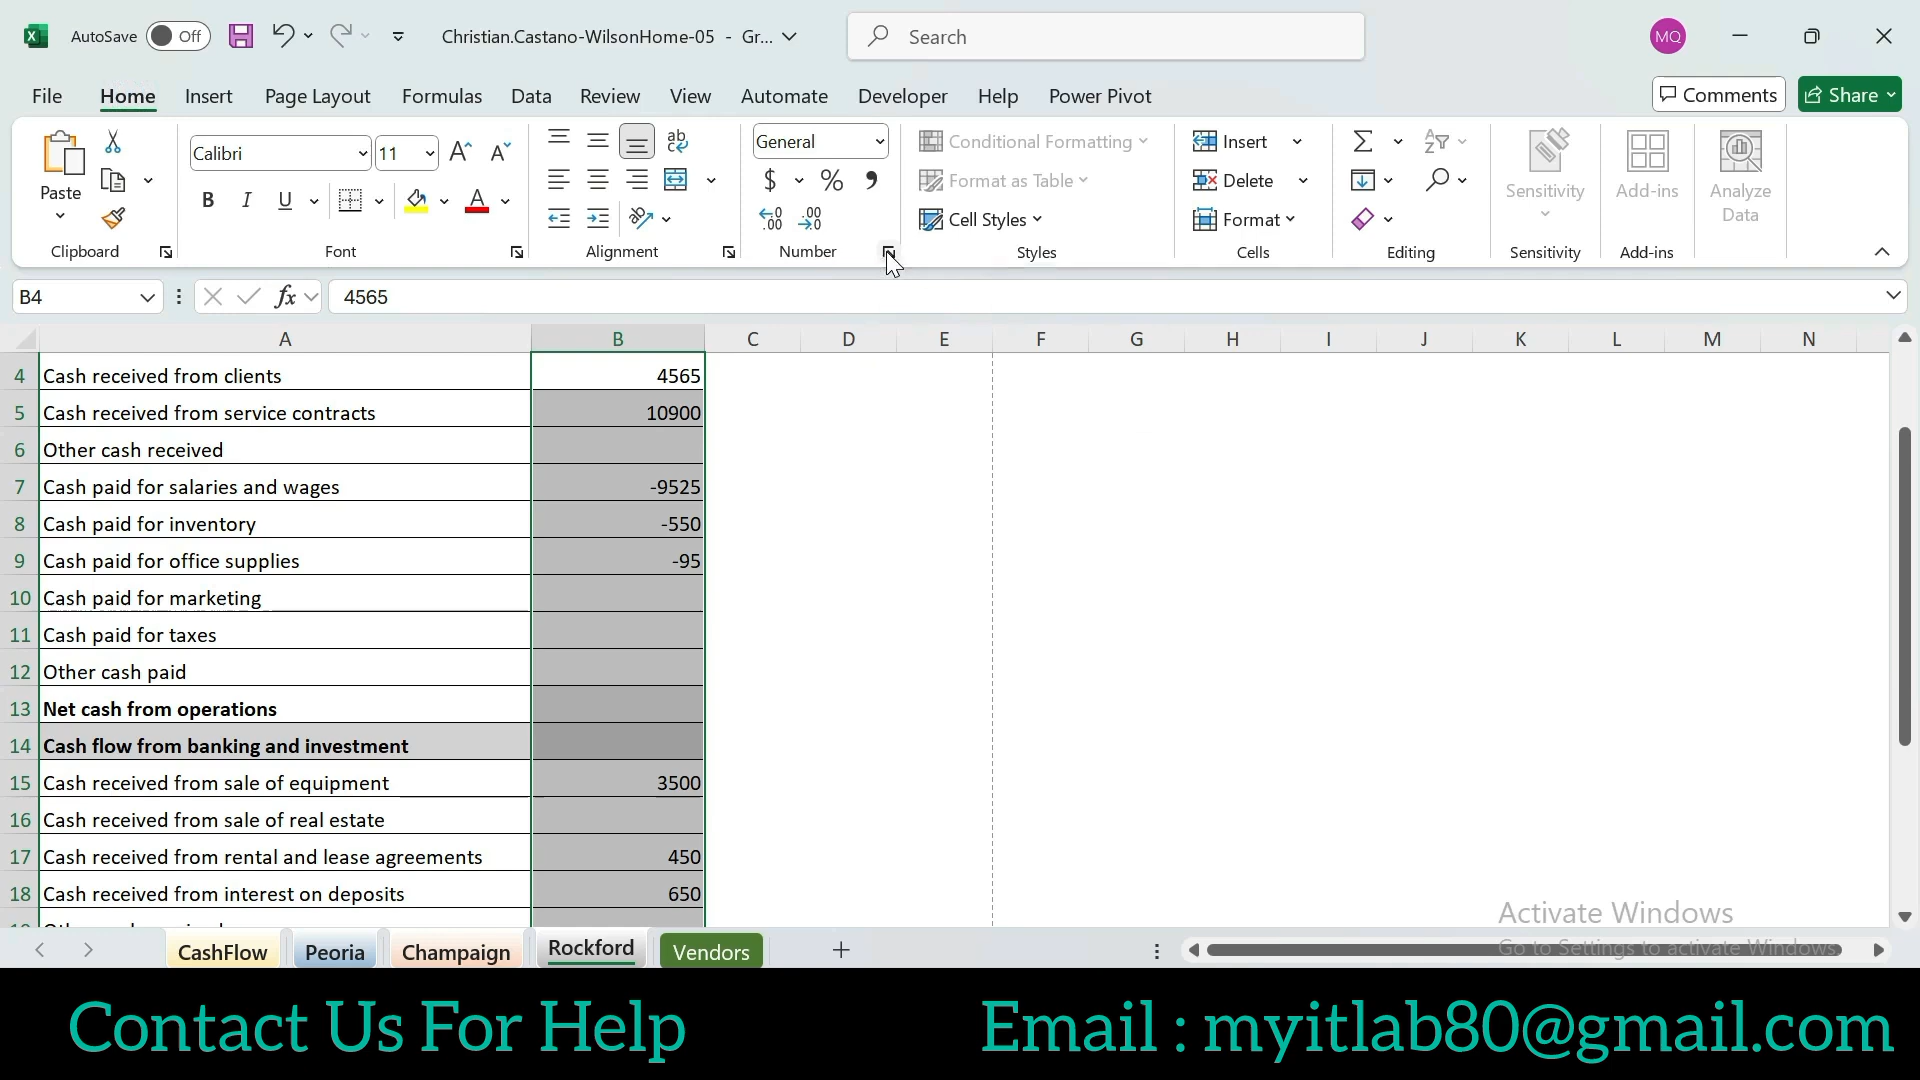 AutoSave Off Christian.Castano-WilsonHome-05 - Gr... Search MQ
File Home Insert Page Layout Formulas Data Review View Automate Developer Help Power Pivot Comments Share
Paste
Clipboard
Calibri 11
B I U A
Font
ab
Alignment
General
$ % 9
Number
Conditional Formatting
Format as Table
Cell Styles
Styles
Insert
Delete
Format
Cells
Editing
Sensitivity
Sensitivity
Add-ins
Add-ins
Analyze
Data
B4 fx 4565
A B C D E F G H I J K L M N
4 Cash received from clients 4565
5 Cash received from service contracts 10900
6 Other cash received
7 Cash paid for salaries and wages -9525
8 Cash paid for inventory -550
9 Cash paid for office supplies -95
10 Cash paid for marketing
11 Cash paid for taxes
12 Other cash paid
13 Net cash from operations
14 Cash flow from banking and investment
15 Cash received from sale of equipment 3500
16 Cash received from sale of real estate
17 Cash received from rental and lease agreements 450
18 Cash received from interest on deposits 650
Activate Windows
Go to Settings to activate Windows.
CashFlow Peoria Champaign Rockford Vendors
Contact Us For Help Email : myitlab80@gmail.com